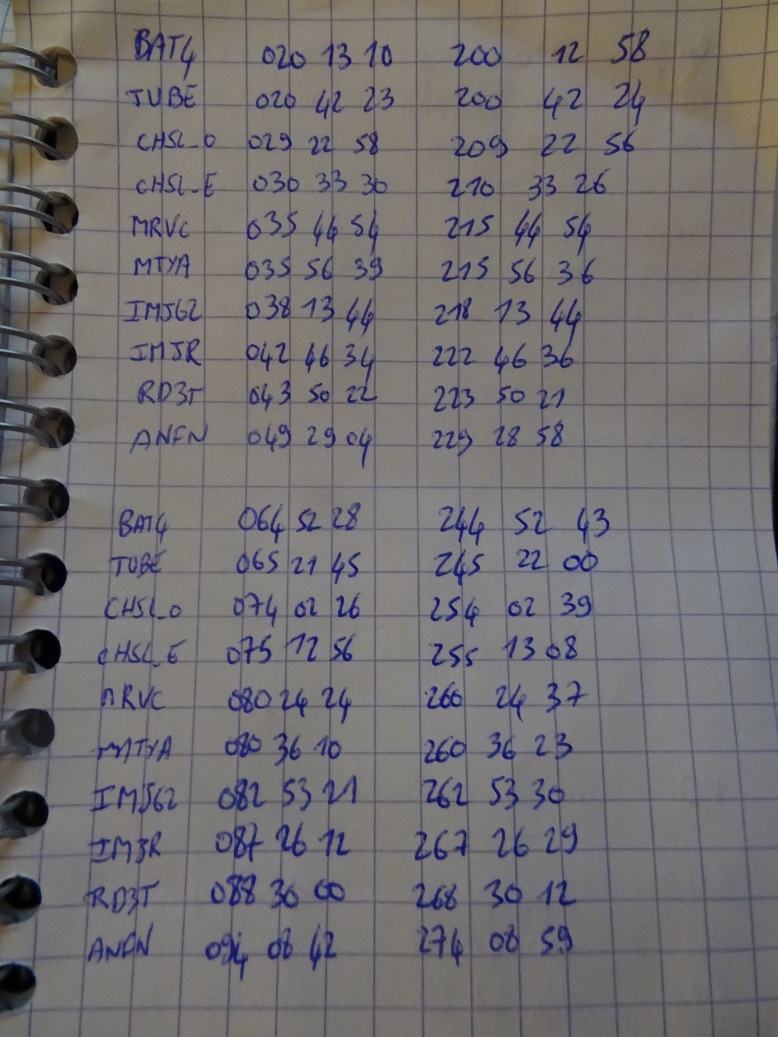 BAT4 020 13 10 200 12 58
TUBE 020 42 23 200 42 24
CHSL_O 029 22 58 209 22 56
CHSL_E 030 33 30 210 33 26
MRVC 035 44 54 215 44 54
MTYA 035 56 39 215 56 36
IMJG2 038 13 44 218 13 44
IMJR 042 46 34 222 46 36
RD3T 043 50 22 223 50 21
ANFN 049 29 04 229 28 58
BAT4 064 52 28 244 52 43
TUBE 065 21 45 245 22 00
CHSL_O 074 02 26 254 02 39
CHSL_E 075 12 56 255 13 08
MRVC 080 24 24 260 24 37
MTYA 080 36 10 260 36 23
IMJG2 082 53 21 262 53 30
IMJR 087 26 12 267 26 29
RD3T 088 30 00 268 30 12
ANFN 094 08 42 274 08 59